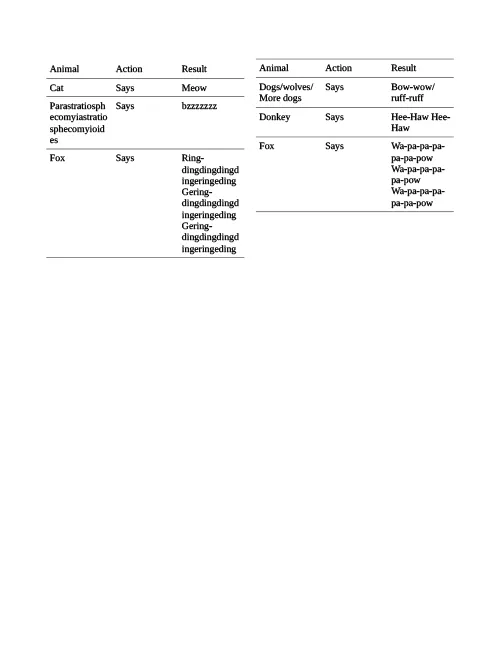 Animal Action Result
Cat Says Meow
Parastratiosph Says bzzzzzzz
ecomyiastratio
sphecomyioid
es
Fox Says Ring-
dingdingdingd
ingeringeding
Gering-
dingdingdingd
ingeringeding
Gering-
dingdingdingd
ingeringeding
Animal Action Result
Dogs/wolves/ Says Bow-wow/
More dogs ruff-ruff
Donkey Says Hee-Haw Hee-
Haw
Fox Says Wa-pa-pa-pa-
pa-pa-pow
Wa-pa-pa-pa-
pa-pow
Wa-pa-pa-pa-
pa-pa-pow